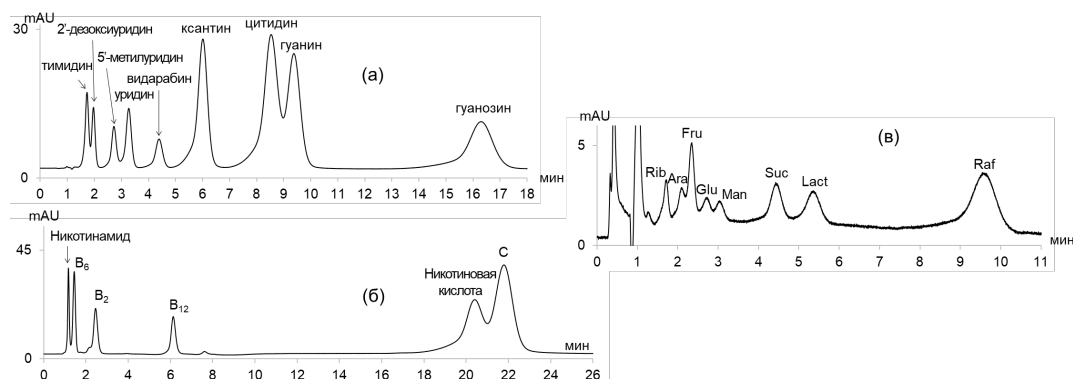 mAU
30
0
тимидин
2'-дезоксиуридин
5'-метилуридин
уридин
видарабин
ксантин
цитидин
гуанин
(а)
гуанозин
0 1 2 3 4 5 6 7 8 9 10 11 12 13 14 15 16 17 18
мин
mAU
45
0
Никотинамид
B6
B2
B12
(б)
Никотиновая
кислота
C
0 2 4 6 8 10 12 14 16 18 20 22 24 26
мин
mAU
5
0
Rib
Ara
Fru
Glu
Man
Suc
Lact
Raf
(в)
0 1 2 3 4 5 6 7 8 9 10 11
мин